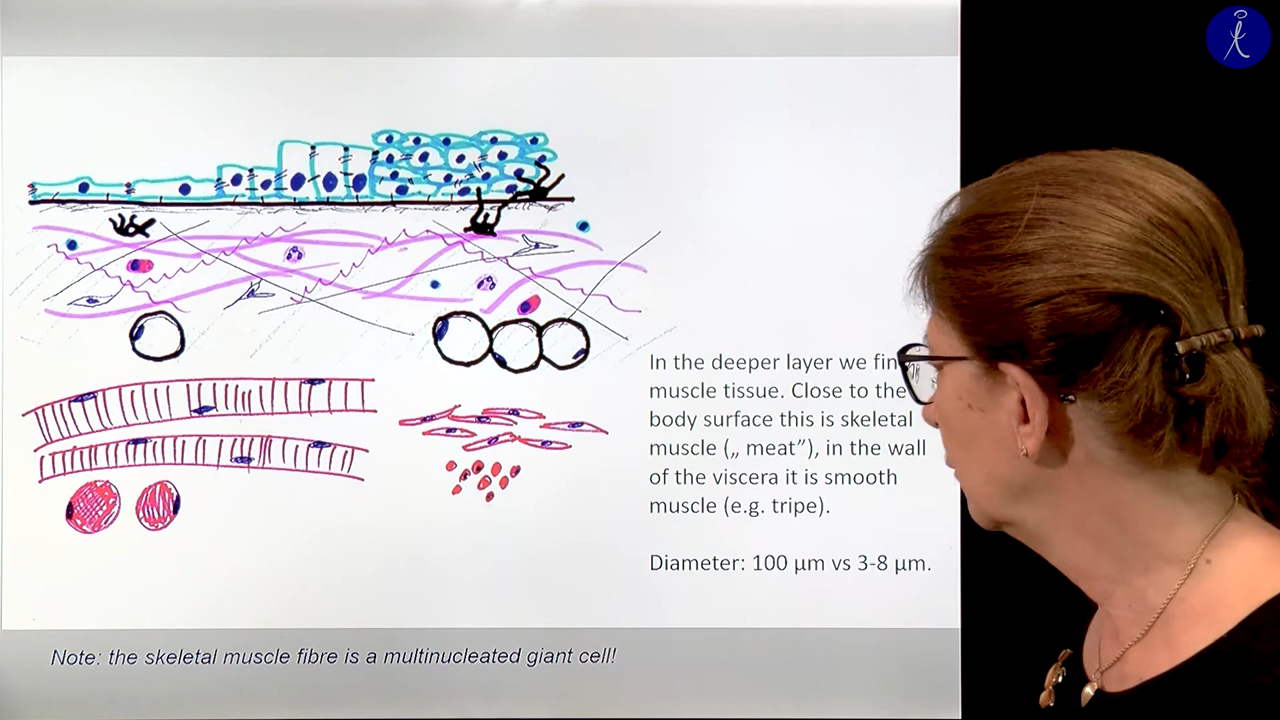 In the deeper layer we fin
muscle tissue. Close to the
body surface this is skeletal
muscle („ meat”), in the wall
of the viscera it is smooth
muscle (e.g. tripe).
Diameter: 100 µm vs 3-8 µm.
Note: the skeletal muscle fibre is a multinucleated giant cell!